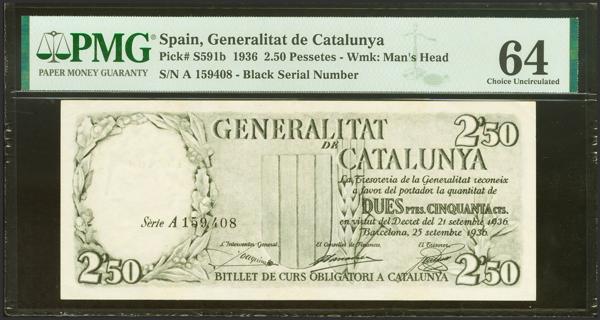 PMG
PAPER MONEY GUARANTY
Spain, Generalitat de Catalunya
Pick# S591b 1936 2.50 Pessetes - Wmk: Man's Head
S/N A 159408 - Black Serial Number
64
Choice Uncirculated
GENERALITAT
DE
CATALUNYA
2'50
La Tresoreria de la Generalitat reconeix
a favor del portador la quantitat de
DUES PTES. CINQUANTA CTS.
en virtut del Decret del 21 setembre 1936
Barcelona, 25 setembre 1936.
Sèrie A 159408
L'Interventor General.
El Conseller de Finances.
El Tresorer.
2'50
BITLLET DE CURS OBLIGATORI A CATALUNYA
2'50